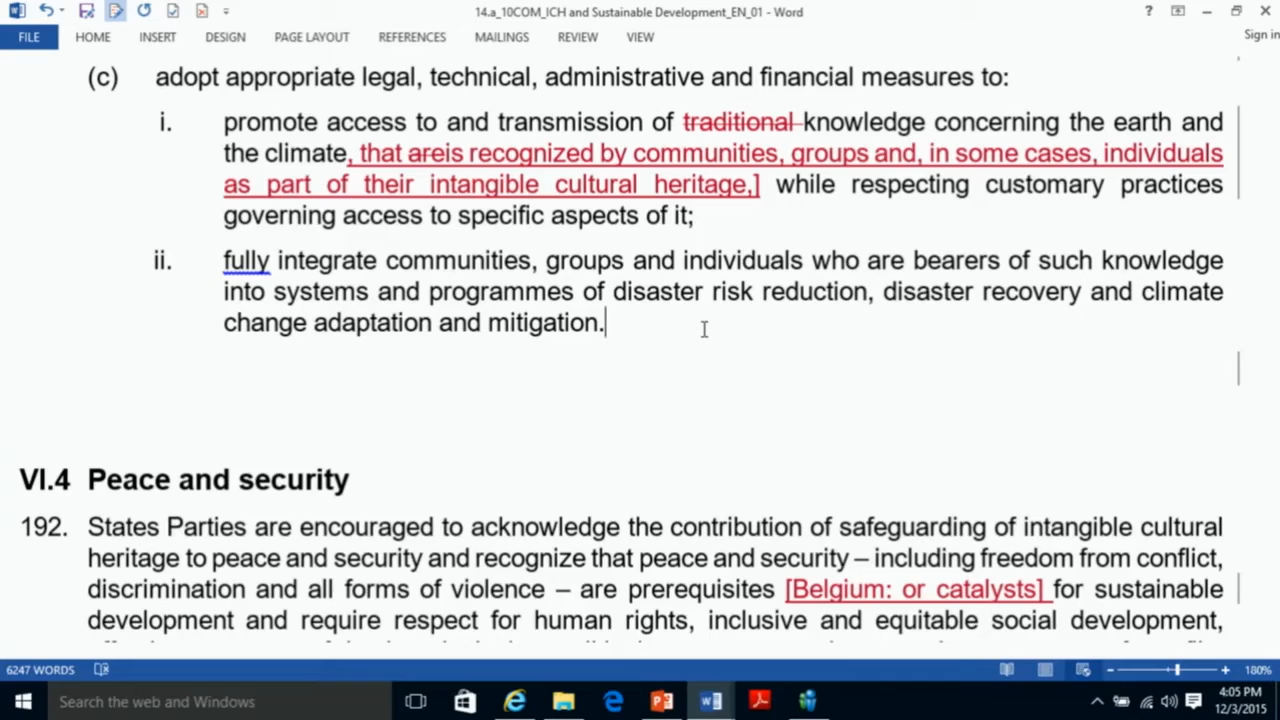 14.a_10COM_ICH and Sustainable Development_EN_01 - Word
?
FILE HOME INSERT DESIGN PAGE LAYOUT REFERENCES MAILINGS REVIEW VIEW Sign in
(c) adopt appropriate legal, technical, administrative and financial measures to:
i. promote access to and transmission of traditional knowledge concerning the earth and
the climate, that areis recognized by communities, groups and, in some cases, individuals
as part of their intangible cultural heritage,] while respecting customary practices
governing access to specific aspects of it;
ii. fully integrate communities, groups and individuals who are bearers of such knowledge
into systems and programmes of disaster risk reduction, disaster recovery and climate
change adaptation and mitigation.
VI.4 Peace and security
192. States Parties are encouraged to acknowledge the contribution of safeguarding of intangible cultural
heritage to peace and security and recognize that peace and security – including freedom from conflict,
discrimination and all forms of violence – are prerequisites [Belgium: or catalysts] for sustainable
development and require respect for human rights, inclusive and equitable social development,
6247 WORDS 180%
Search the web and Windows
4:05 PM
12/3/2015